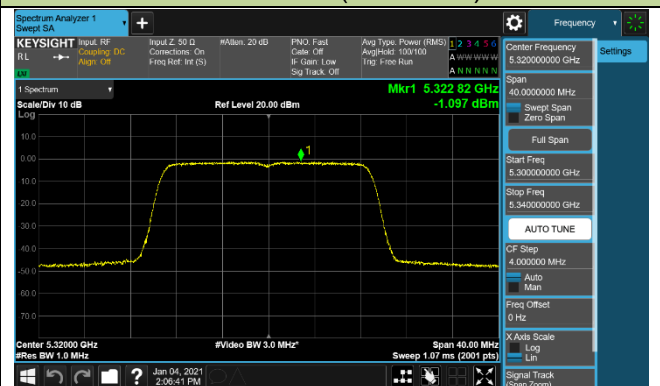 Spectrum Analyzer 1
Swept SA
+
Frequency
KEYSIGHT
RL
Input: RF
Coupling: DC
Align: Off
Input Z: 50 Ω
Corrections: On
Freq Ref: Int (S)
#Atten: 20 dB
PNO: Fast
Gate: Off
IF Gain: Low
Sig Track: Off
Avg Type: Power (RMS)
Avg|Hold: 100/100
Trig: Free Run
1 2 3 4 5 6
A W W W W W
A N N N N N
1 Spectrum
Scale/Div 10 dB
Log
Ref Level 20.00 dBm
Mkr1 5.322 82 GHz
-1.097 dBm
10.0
0.00
-10.0
-20.0
-30.0
-40.0
-50.0
-60.0
-70.0
1
Center 5.32000 GHz
#Res BW 1.0 MHz
#Video BW 3.0 MHz*
Span 40.00 MHz
Sweep 1.07 ms (2001 pts)
Center Frequency
5.320000000 GHz
Settings
Span
40.0000000 MHz
Swept Span
Zero Span
Full Span
Start Freq
5.300000000 GHz
Stop Freq
5.340000000 GHz
AUTO TUNE
CF Step
4.000000 MHz
Auto
Man
Freq Offset
0 Hz
X Axis Scale
Log
Lin
Signal Track
(Span Zoom)
?
Jan 04, 2021
2:06:41 PM